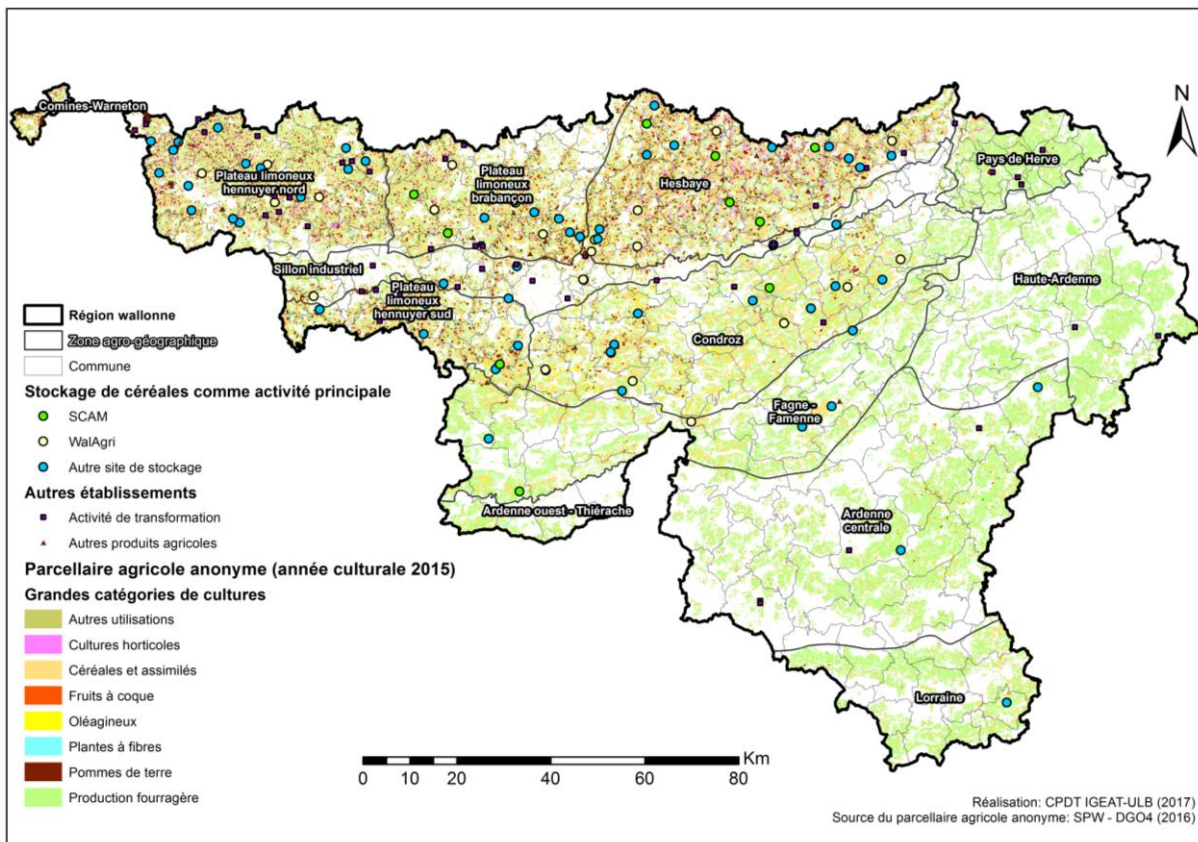 N
Comines-Warneton
Plateau
limoneux
hennuyer nord
Plateau
limoneux
brabançon
Hesbaye
Pays de Herve
Sillon industriel
Plateau
limoneux
hennuyer sud
Condroz
Haute-Ardenne
Fagne -
Famenne
Ardenne ouest - Thiérache
Ardenne
centrale
Lorraine
Région wallonne
Zone agro-géographique
Commune
Stockage de céréales comme activité principale
SCAM
WalAgri
Autre site de stockage
Autres établissements
Activité de transformation
Autres produits agricoles
Parcellaire agricole anonyme (année culturale 2015)
Grandes catégories de cultures
Autres utilisations
Cultures horticoles
Céréales et assimilés
Fruits à coque
Oléagineux
Plantes à fibres
Pommes de terre
Production fourragère
Km
0 5 10 20 40 60 80
Réalisation: CPDT IGEAT-ULB (2017)
Source du parcellaire agricole anonyme: SPW - DGO4 (2016)